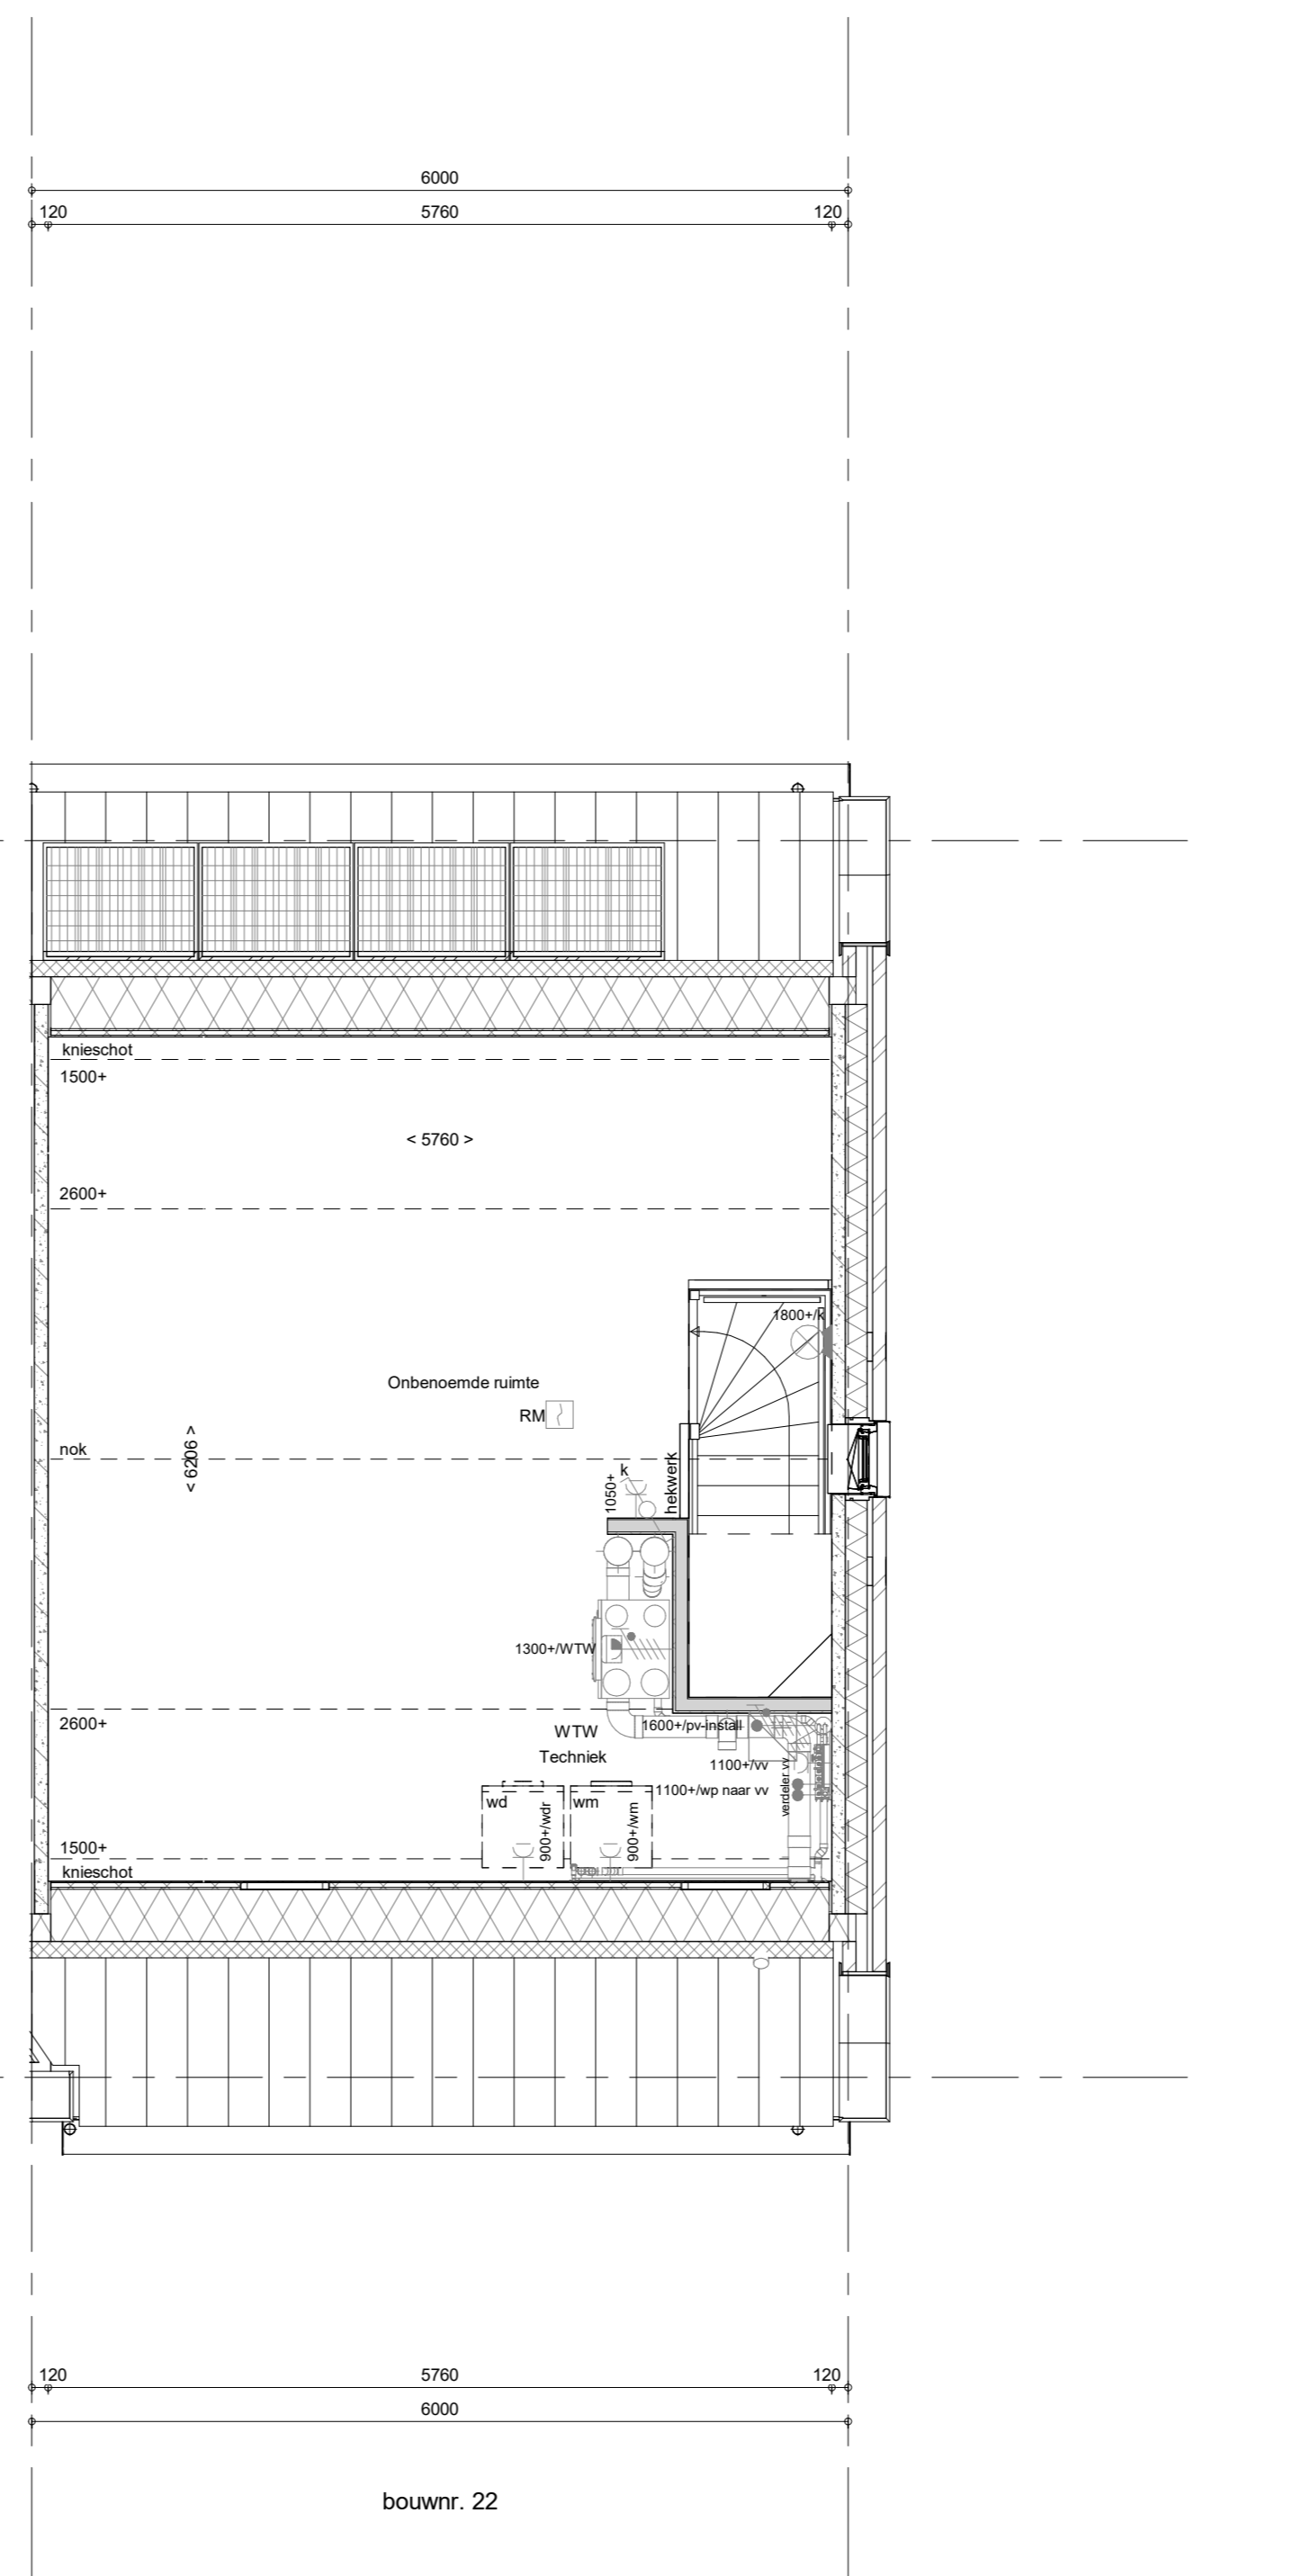 6000
120 5760 120
knieschot
1500+
< 5760 >
2600+
1800+/k
Onbenoemde ruimte
RM
nok
< 6206 >
k
1050+
hekwerk
1300+/WTW
2600+
1600+/pv-install
WTW
Techniek
1100+/vv
1100+/wp naar vv
verdeler vv
wd
900+/wdr
wm
900+/wm
1500+
knieschot
120 5760 120
6000
bouwnr. 22